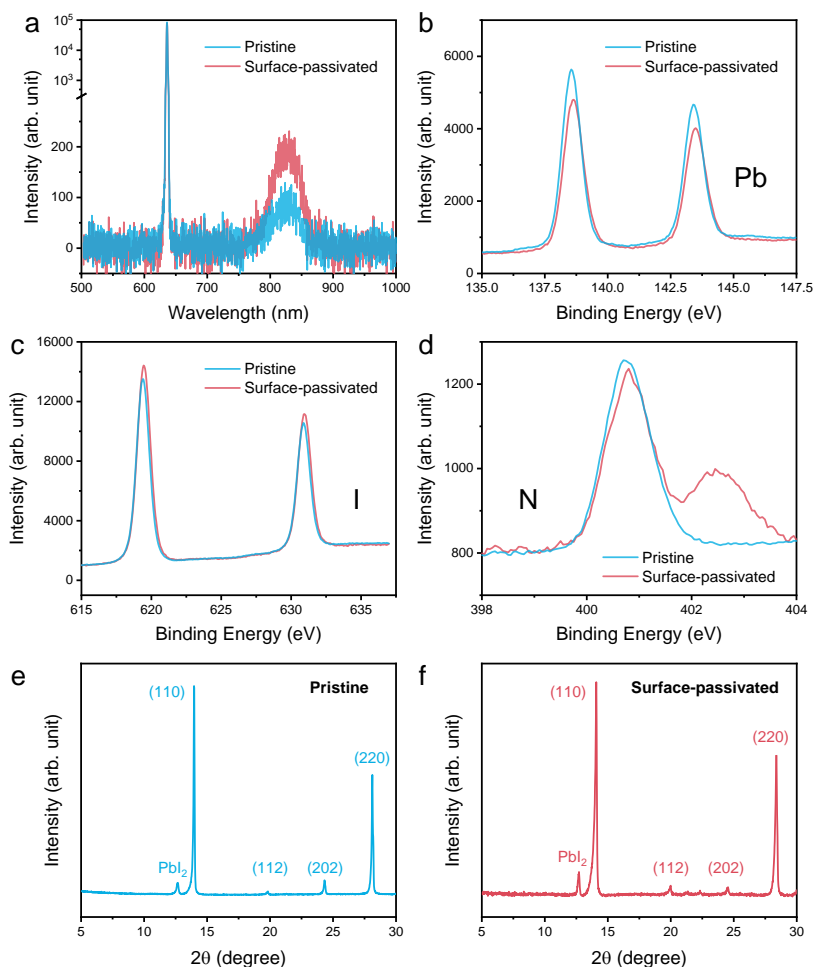 a
10^5
10^4
10^3
200
100
0
Intensity (arb. unit)
Pristine
Surface-passivated
500 600 700 800 900 1000
Wavelength (nm)
b
6000
4000
2000
0
Intensity (arb. unit)
Pristine
Surface-passivated
Pb
135.0 137.5 140.0 142.5 145.0 147.5
Binding Energy (eV)
c
16000
12000
9000
6000
3000
0
Intensity (arb. unit)
Pristine
Surface-passivated
I
615 620 625 630 635
Binding Energy (eV)
d
1200
1000
800
Intensity (arb. unit)
N
Pristine
Surface-passivated
398 400 402 404
Binding Energy (eV)
e
Intensity (arb. unit)
Pristine
(110)
(220)
PbI₂
(112)
(202)
5 10 15 20 25 30
2θ (degree)
f
Intensity (arb. unit)
Surface-passivated
(110)
(220)
PbI₂
(112)
(202)
5 10 15 20 25 30
2θ (degree)